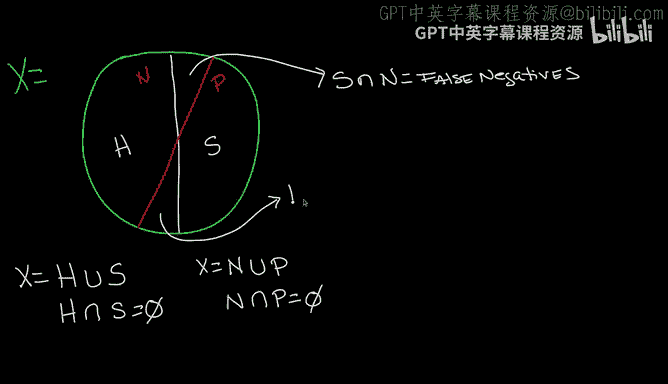 GPT中英字幕课程资源@bilibili
GPT中英字幕课程资源 bilibili
X=
N
P
S∩N=FALSE Negatives
H
S
X=H∪S
H∩S=∅
X=N∪P
N∩P=∅